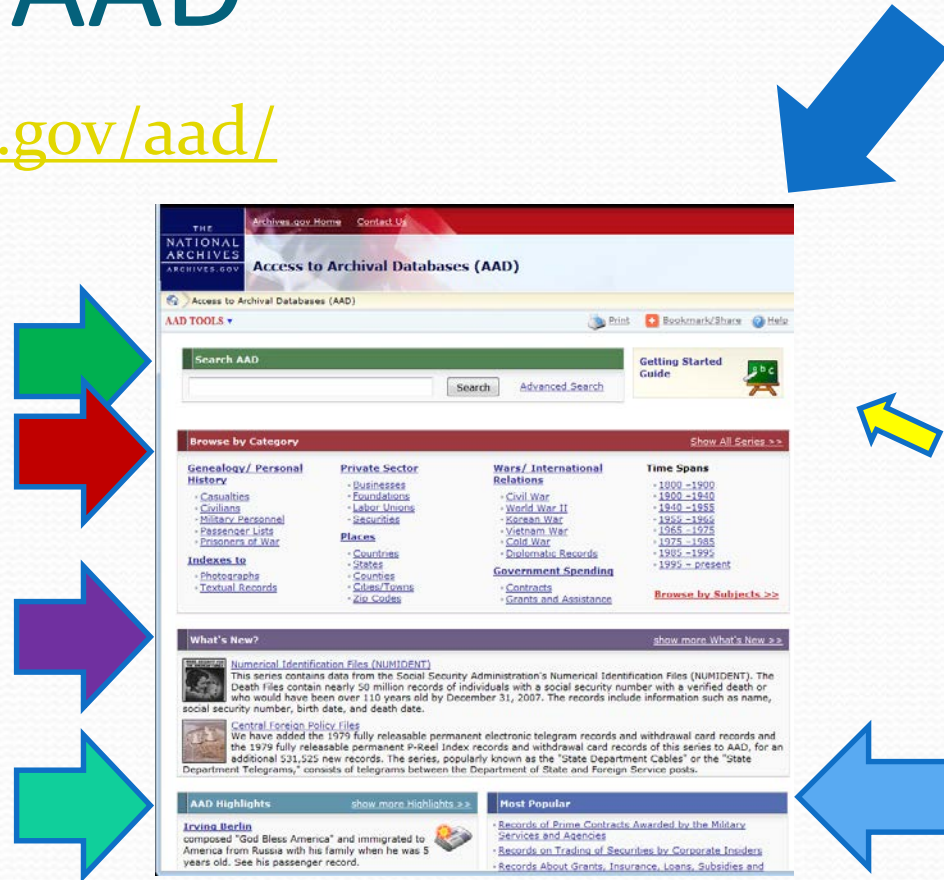 AAD
.gov/aad/
THE
NATIONAL
ARCHIVES
ARCHIVES.GOV
Archives.gov Home Contact Us
Access to Archival Databases (AAD)
Access to Archival Databases (AAD)
AAD TOOLS
Print Bookmark/Share Help
Search AAD
Search Advanced Search
Getting Started
Guide
Browse by Category
Show All Series >>
Genealogy/ Personal
History
- Casualties
- Civilians
- Military Personnel
- Passenger Lists
- Prisoners of War
Indexes to
- Photographs
- Textual Records
Private Sector
- Businesses
- Foundations
- Labor Unions
- Securities
Places
- Countries
- States
- Counties
- Cities/Towns
- Zip Codes
Wars/ International
Relations
- Civil War
- World War II
- Korean War
- Vietnam War
- Cold War
- Diplomatic Records
Government Spending
- Contracts
- Grants and Assistance
Time Spans
- 1800 -1900
- 1900 -1940
- 1940 -1955
- 1955 -1965
- 1965 -1975
- 1975 -1985
- 1985 -1995
- 1995 - present
Browse by Subjects >>
What's New?
show more What's New >>
Numerical Identification Files (NUMIDENT)
This series contains data from the Social Security Administration's Numerical Identification Files (NUMIDENT). The
Death Files contain nearly 50 million records of individuals with a social security number with a verified death or
who would have been over 110 years old by December 31, 2007. The records include information such as name,
social security number, birth date, and death date.
Central Foreign Policy Files
We have added the 1979 fully releasable permanent electronic telegram records and withdrawal card records and
the 1979 fully releasable permanent P-Reel Index records and withdrawal card records of this series to AAD, for an
additional 531,525 new records. The series, popularly known as the "State Department Cables" or the "State
Department Telegrams," consists of telegrams between the Department of State and Foreign Service posts.
AAD Highlights
show more Highlights >>
Irving Berlin
composed "God Bless America" and immigrated to
America from Russia with his family when he was 5
years old. See his passenger record.
Most Popular
- Records of Prime Contracts Awarded by the Military
Services and Agencies
- Records on Trading of Securities by Corporate Insiders
- Records About Grants, Insurance, Loans, Subsidies and